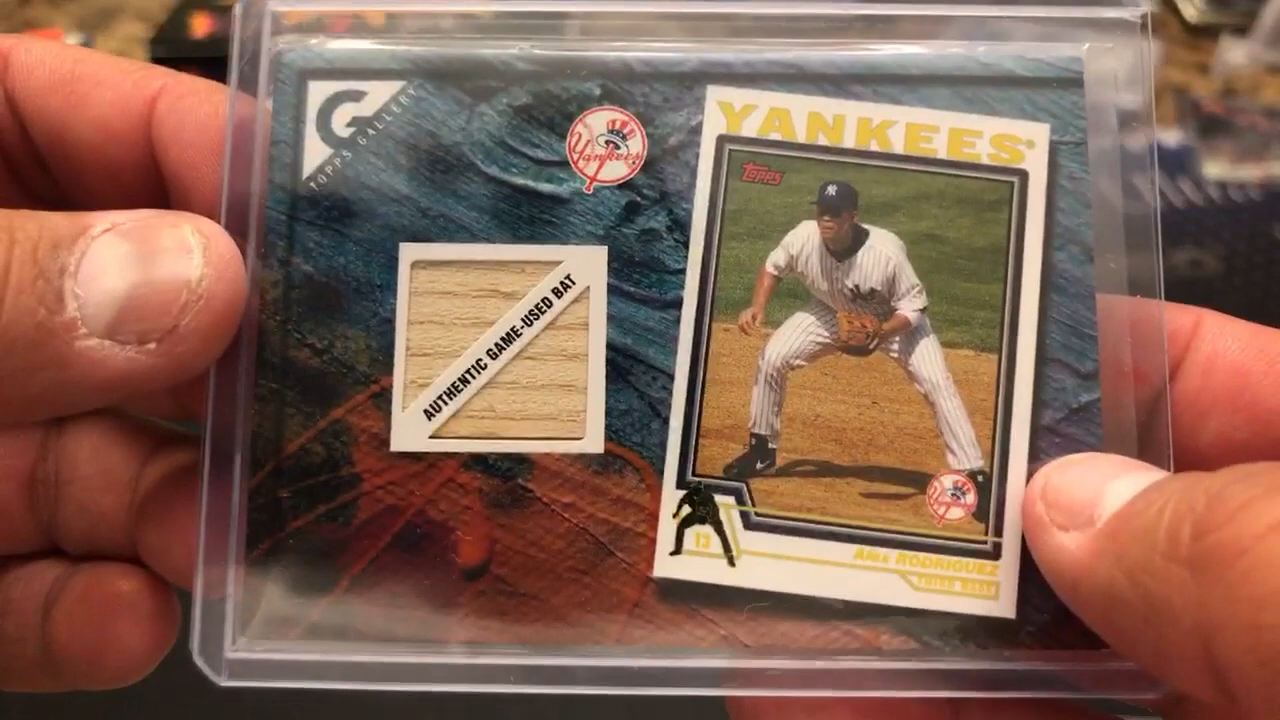 G
TOPPS GALLERY
Yankees
AUTHENTIC GAME-USED BAT
YANKEES
Topps
NY
13
ALEX RODRIGUEZ
THIRD BASE